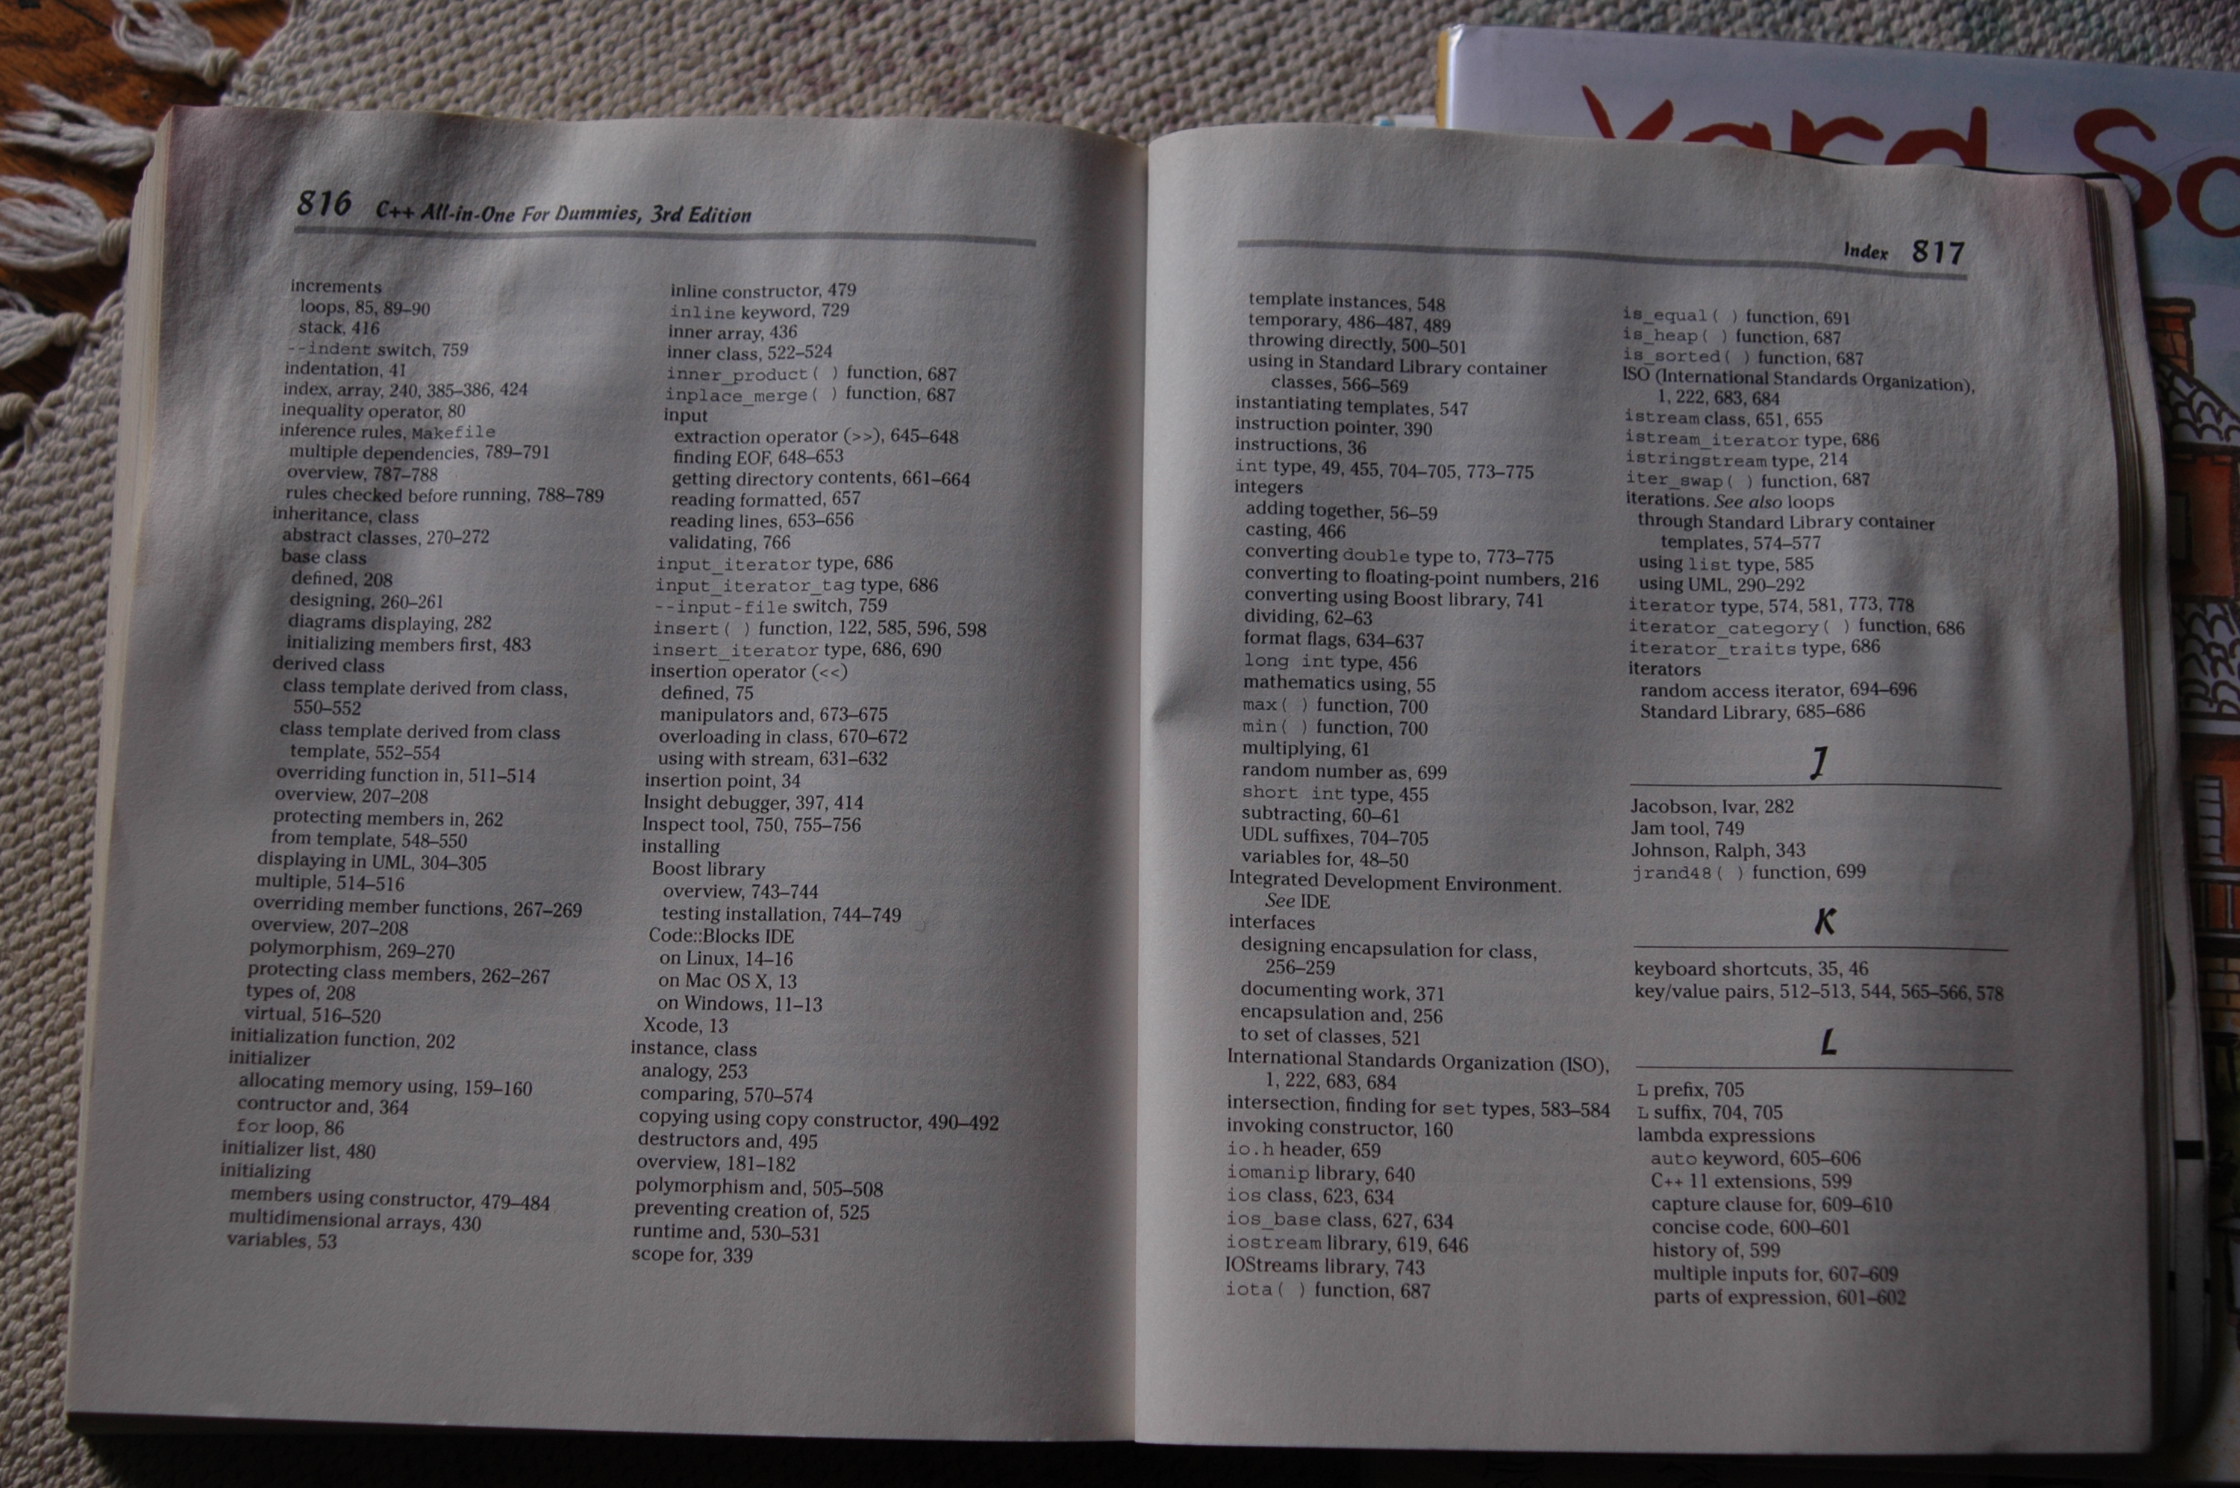 816 C++ All-in-One For Dummies, 3rd Edition
increments
loops, 85, 89–90
stack, 416
--indent switch, 759
indentation, 41
index, array, 240, 385–386, 424
inequality operator, 80
inference rules, Makefile
multiple dependencies, 789–791
overview, 787–788
rules checked before running, 788–789
inheritance, class
abstract classes, 270–272
base class
defined, 208
designing, 260–261
diagrams displaying, 282
initializing members first, 483
derived class
class template derived from class,
550–552
class template derived from class
template, 552–554
overriding function in, 511–514
overview, 207–208
protecting members in, 262
from template, 548–550
displaying in UML, 304–305
multiple, 514–516
overriding member functions, 267–269
overview, 207–208
polymorphism, 269–270
protecting class members, 262–267
types of, 208
virtual, 516–520
initialization function, 202
initializer
allocating memory using, 159–160
contructor and, 364
for loop, 86
initializer list, 480
initializing
members using constructor, 479–484
multidimensional arrays, 430
variables, 53
inline constructor, 479
inline keyword, 729
inner array, 436
inner class, 522–524
inner_product( ) function, 687
inplace_merge( ) function, 687
input
extraction operator (>>), 645–648
finding EOF, 648–653
getting directory contents, 661–664
reading formatted, 657
reading lines, 653–656
validating, 766
input_iterator type, 686
input_iterator_tag type, 686
--input-file switch, 759
insert( ) function, 122, 585, 596, 598
insert_iterator type, 686, 690
insertion operator (<<)
defined, 75
manipulators and, 673–675
overloading in class, 670–672
using with stream, 631–632
insertion point, 34
Insight debugger, 397, 414
Inspect tool, 750, 755–756
installing
Boost library
overview, 743–744
testing installation, 744–749
Code::Blocks IDE
on Linux, 14–16
on Mac OS X, 13
on Windows, 11–13
Xcode, 13
instance, class
analogy, 253
comparing, 570–574
copying using copy constructor, 490–492
destructors and, 495
overview, 181–182
polymorphism and, 505–508
preventing creation of, 525
runtime and, 530–531
scope for, 339
Index 817
template instances, 548
temporary, 486–487, 489
throwing directly, 500–501
using in Standard Library container
classes, 566–569
instantiating templates, 547
instruction pointer, 390
instructions, 36
int type, 49, 455, 704–705, 773–775
integers
adding together, 56–59
casting, 466
converting double type to, 773–775
converting to floating-point numbers, 216
converting using Boost library, 741
dividing, 62–63
format flags, 634–637
long int type, 456
mathematics using, 55
max( ) function, 700
min( ) function, 700
multiplying, 61
random number as, 699
short int type, 455
subtracting, 60–61
UDL suffixes, 704–705
variables for, 48–50
Integrated Development Environment.
See IDE
interfaces
designing encapsulation for class,
256–259
documenting work, 371
encapsulation and, 256
to set of classes, 521
International Standards Organization (ISO),
1, 222, 683, 684
intersection, finding for set types, 583–584
invoking constructor, 160
io.h header, 659
iomanip library, 640
ios class, 623, 634
ios_base class, 627, 634
iostream library, 619, 646
IOStreams library, 743
iota( ) function, 687
is_equal( ) function, 691
is_heap( ) function, 687
is_sorted( ) function, 687
ISO (International Standards Organization),
1, 222, 683, 684
istream class, 651, 655
istream_iterator type, 686
istringstream type, 214
iter_swap( ) function, 687
iterations. See also loops
through Standard Library container
templates, 574–577
using list type, 585
using UML, 290–292
iterator type, 574, 581, 773, 778
iterator_category( ) function, 686
iterator_traits type, 686
iterators
random access iterator, 694–696
Standard Library, 685–686
J
Jacobson, Ivar, 282
Jam tool, 749
Johnson, Ralph, 343
jrand48( ) function, 699
K
keyboard shortcuts, 35, 46
key/value pairs, 512–513, 544, 565–566, 578
L
L prefix, 705
L suffix, 704, 705
lambda expressions
auto keyword, 605–606
C++ 11 extensions, 599
capture clause for, 609–610
concise code, 600–601
history of, 599
multiple inputs for, 607–609
parts of expression, 601–602
Yard